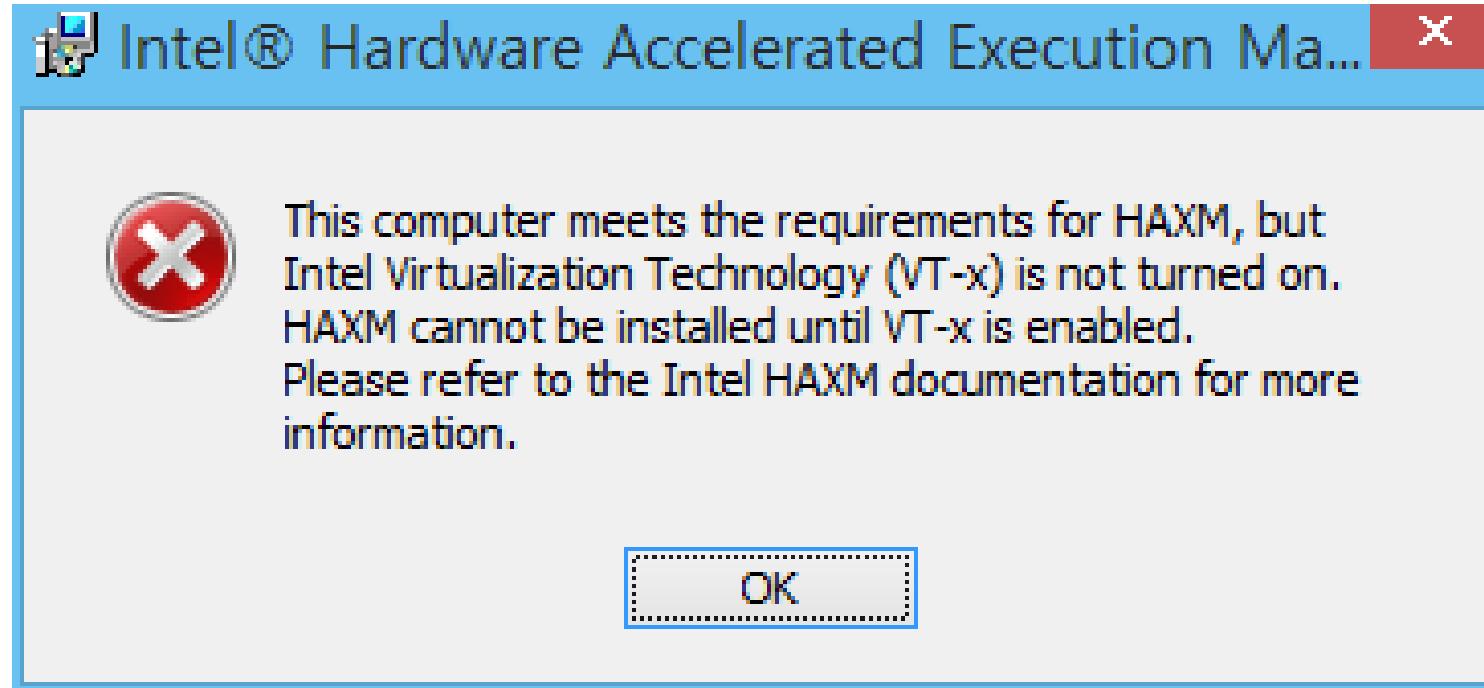 Intel® Hardware Accelerated Execution Ma...
This computer meets the requirements for HAXM, but
Intel Virtualization Technology (VT-x) is not turned on.
HAXM cannot be installed until VT-x is enabled.
Please refer to the Intel HAXM documentation for more
information.
OK